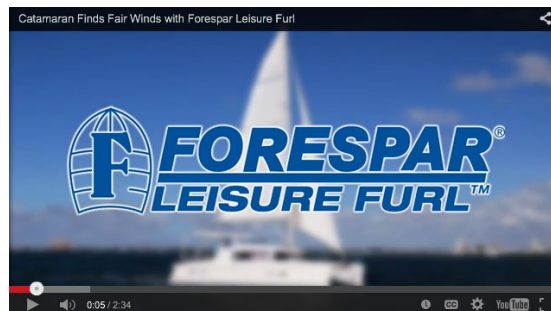 Catamaran Finds Fair Winds with Forespar Leisure Furl
F FORESPAR®
LEISURE FURL™
0:05 / 2:34
CC
YouTube